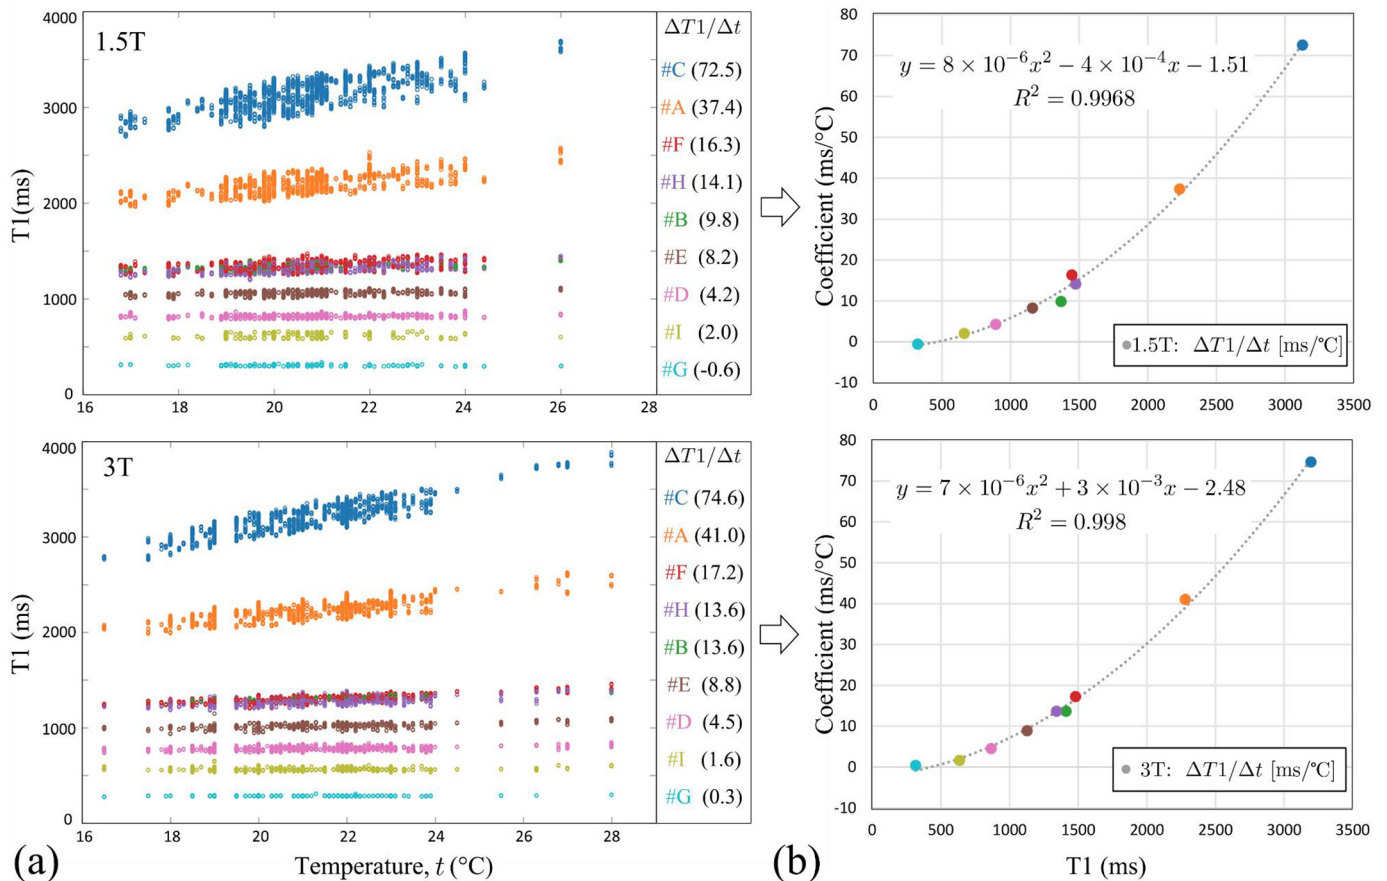 1.5T
T1(ms)
4000
3000
2000
1000
0
16 18 20 22 24 26 28
ΔT1/Δt
#C (72.5)
#A (37.4)
#F (16.3)
#H (14.1)
#B (9.8)
#E (8.2)
#D (4.2)
#I (2.0)
#G (-0.6)
y = 8 × 10⁻⁶x² − 4 × 10⁻⁴x − 1.51
R² = 0.9968
Coefficient (ms/°C)
80
70
60
50
40
30
20
10
0
-10
1.5T: ΔT1/Δt [ms/°C]
0 500 1000 1500 2000 2500 3000 3500
3T
T1 (ms)
4000
3000
2000
1000
0
16 18 20 22 24 26 28
Temperature, t (°C)
ΔT1/Δt
#C (74.6)
#A (41.0)
#F (17.2)
#H (13.6)
#B (13.6)
#E (8.8)
#D (4.5)
#I (1.6)
#G (0.3)
(a)
y = 7 × 10⁻⁶x² + 3 × 10⁻³x − 2.48
R² = 0.998
Coefficient (ms/°C)
80
70
60
50
40
30
20
10
0
-10
3T: ΔT1/Δt [ms/°C]
0 500 1000 1500 2000 2500 3000 3500
T1 (ms)
(b)